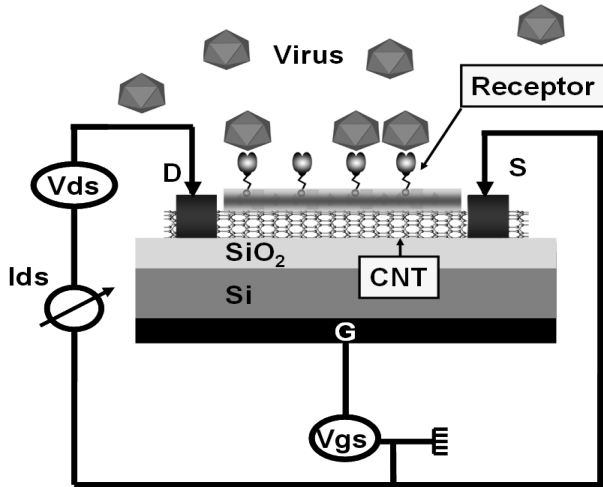 Virus
Receptor
D
S
Vds
SiO₂
CNT
Ids
Si
G
Vgs